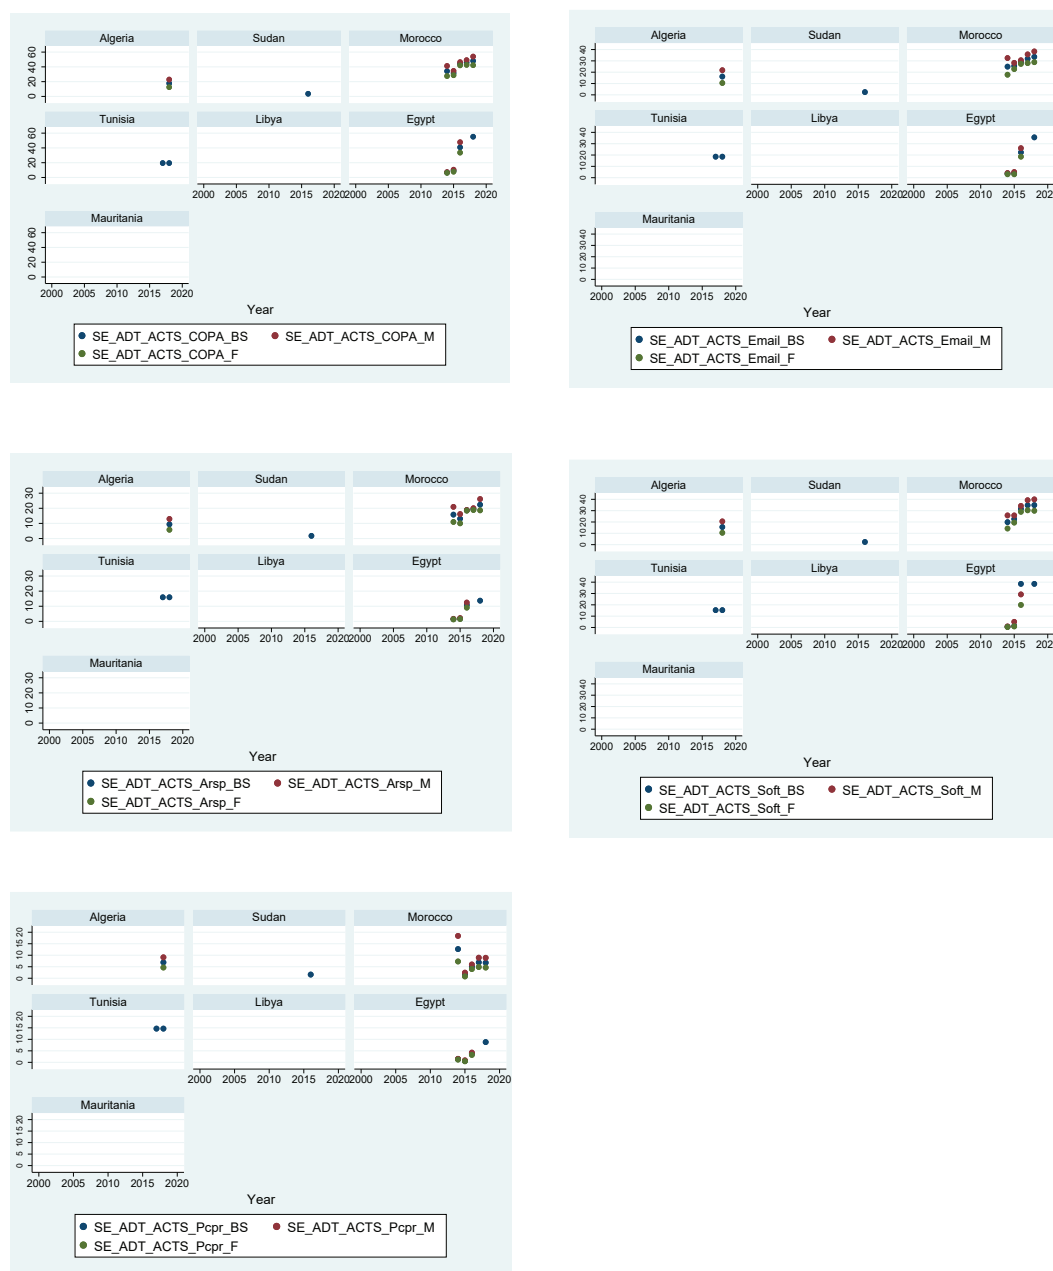 Algeria Sudan Morocco
0 20 40 60
Tunisia Libya Egypt
0 20 40 60
2000 2005 2010 2015 2020 2000 2005 2010 2015 2020
Mauritania
0 20 40 60
2000 2005 2010 2015 2020
Year
SE_ADT_ACTS_COPA_BS SE_ADT_ACTS_COPA_M
SE_ADT_ACTS_COPA_F
Algeria Sudan Morocco
0 10 20 30 40
Tunisia Libya Egypt
0 10 20 30 40
2000 2005 2010 2015 2020 2000 2005 2010 2015 202
Mauritania
0 10 20 30 40
2000 2005 2010 2015 2020
Year
SE_ADT_ACTS_Email_BS SE_ADT_ACTS_Email_M
SE_ADT_ACTS_Email_F
Algeria Sudan Morocco
0 10 20 30
Tunisia Libya Egypt
0 10 20 30
2000 2005 2010 2015 2020 2000 2005 2010 2015 2020
Mauritania
0 10 20 30
2000 2005 2010 2015 2020
Year
SE_ADT_ACTS_Arsp_BS SE_ADT_ACTS_Arsp_M
SE_ADT_ACTS_Arsp_F
Algeria Sudan Morocco
0 10 20 30 40
Tunisia Libya Egypt
0 10 20 30 40
2000 2005 2010 2015 2020 2000 2005 2010 2015 202
Mauritania
0 10 20 30 40
2000 2005 2010 2015 2020
Year
SE_ADT_ACTS_Soft_BS SE_ADT_ACTS_Soft_M
SE_ADT_ACTS_Soft_F
Algeria Sudan Morocco
0 5 10 15 20
Tunisia Libya Egypt
0 5 10 15 20
2000 2005 2010 2015 2020 2000 2005 2010 2015 2020
Mauritania
0 5 10 15 20
2000 2005 2010 2015 2020
Year
SE_ADT_ACTS_Pcpr_BS SE_ADT_ACTS_Pcpr_M
SE_ADT_ACTS_Pcpr_F